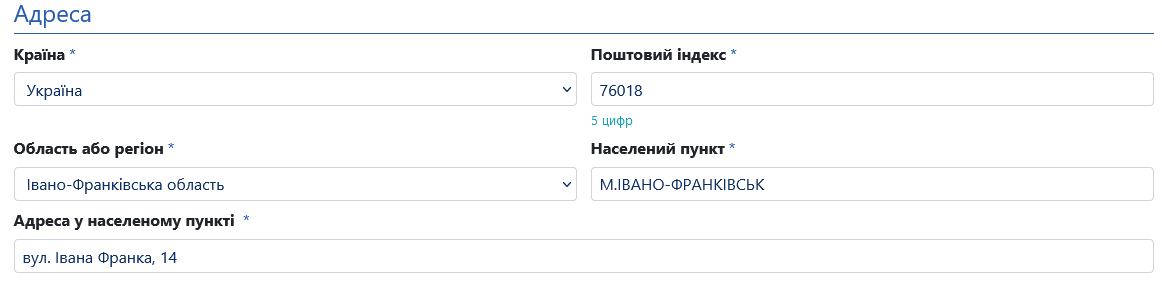 Адреса
Країна *
Поштовий індекс *
Україна
76018
5 цифр
Область або регіон *
Населений пункт *
Івано-Франківська область
М.ІВАНО-ФРАНКІВСЬК
Адреса у населеному пункті *
вул. Івана Франка, 14